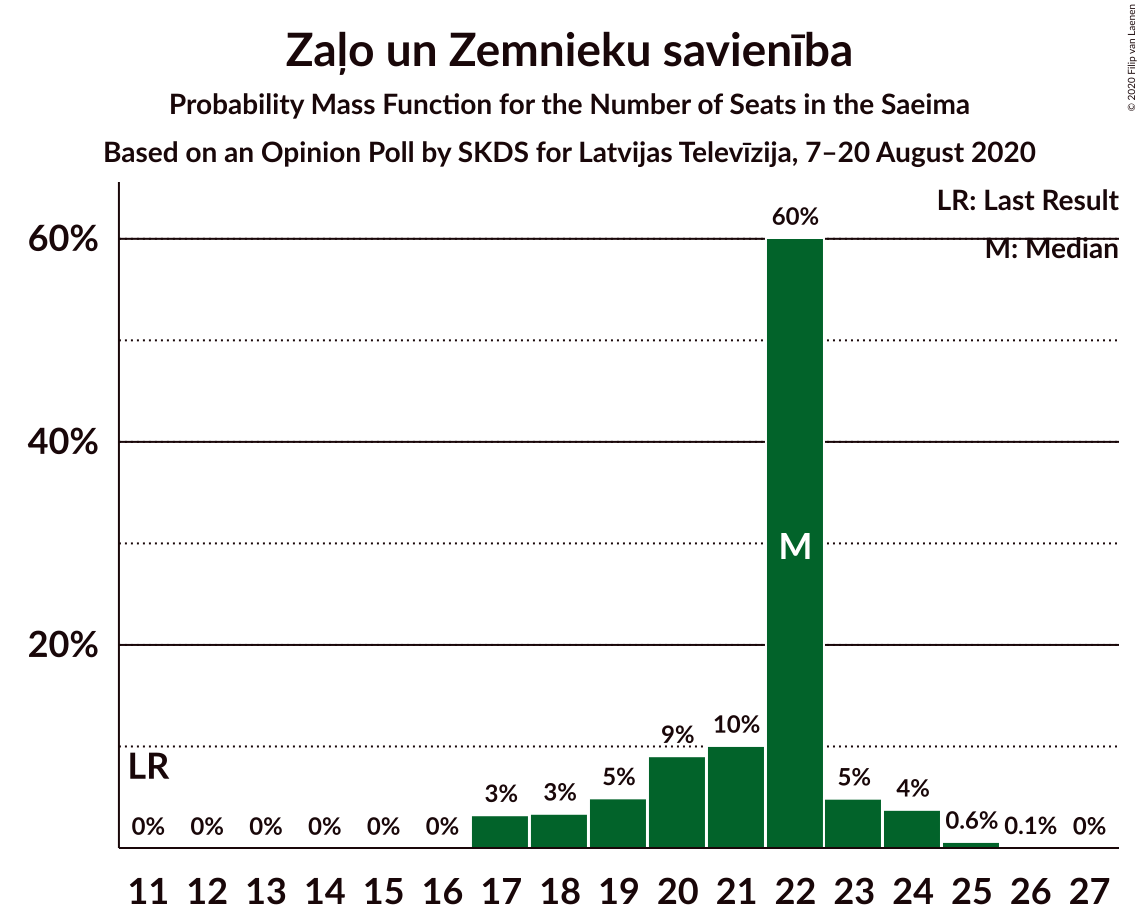 Zaļo un Zemnieku savienība
Probability Mass Function for the Number of Seats in the Saeima
Based on an Opinion Poll by SKDS for Latvijas Televīzija, 7–20 August 2020
© 2020 Filip van Laenen
LR: Last Result
M: Median
60%
40%
20%
60%
M
LR
0% 0% 0% 0% 0% 0% 3% 3% 5% 9% 10% 5% 4% 0.6% 0.1% 0%
11 12 13 14 15 16 17 18 19 20 21 22 23 24 25 26 27